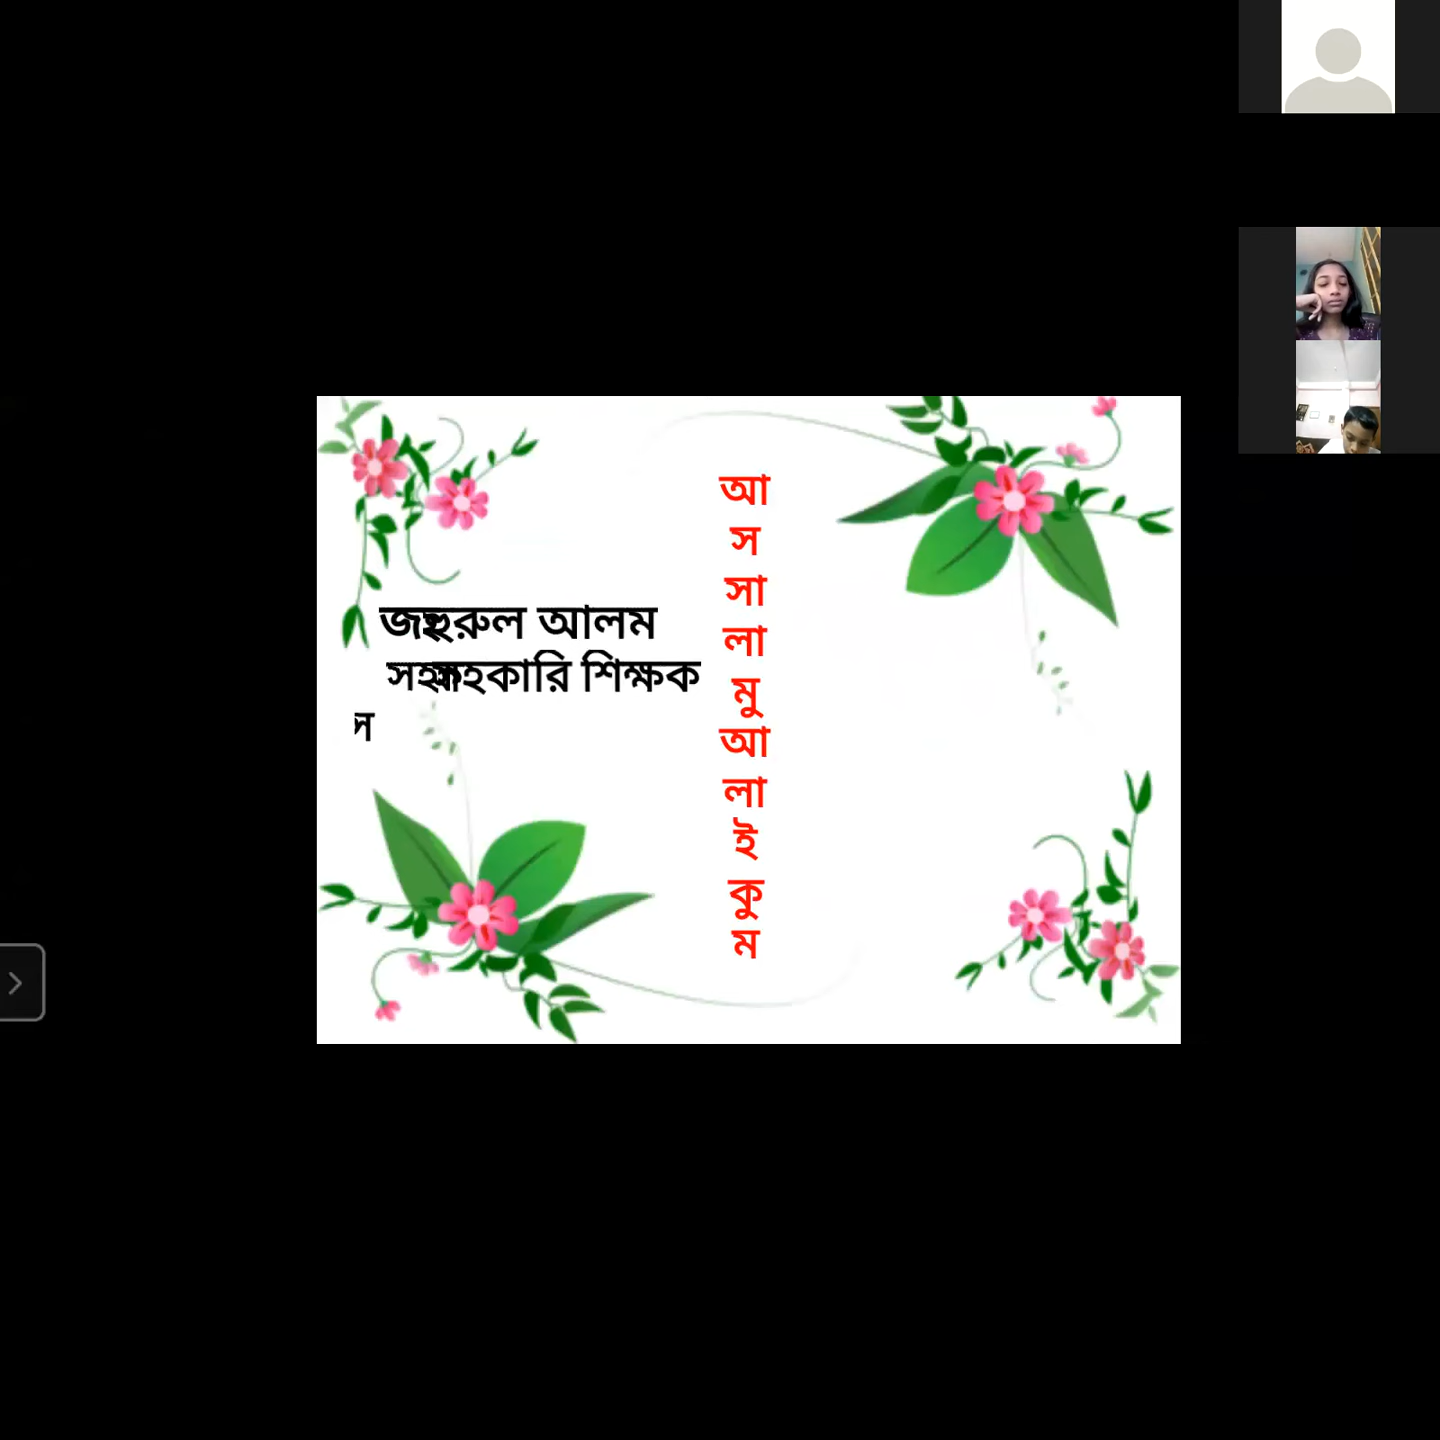 জহুরুল আলম
সহকারি শিক্ষক
স
আ
স
সা
লা
মু
আ
লা
ই
কু
ম